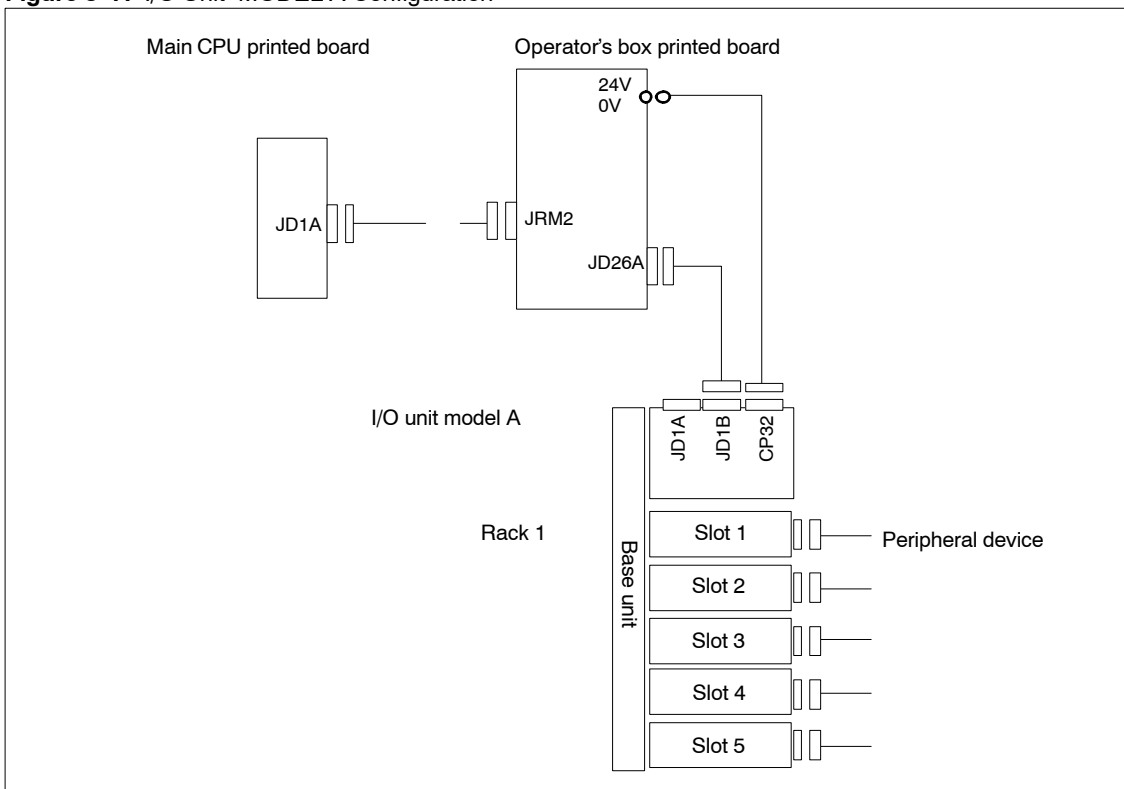 Main CPU printed board
Operator's box printed board
24V
0V
JD1A
JRM2
JD26A
I/O unit model A
JD1A
JD1B
CP32
Rack 1
Base unit
Slot 1
Peripheral device
Slot 2
Slot 3
Slot 4
Slot 5